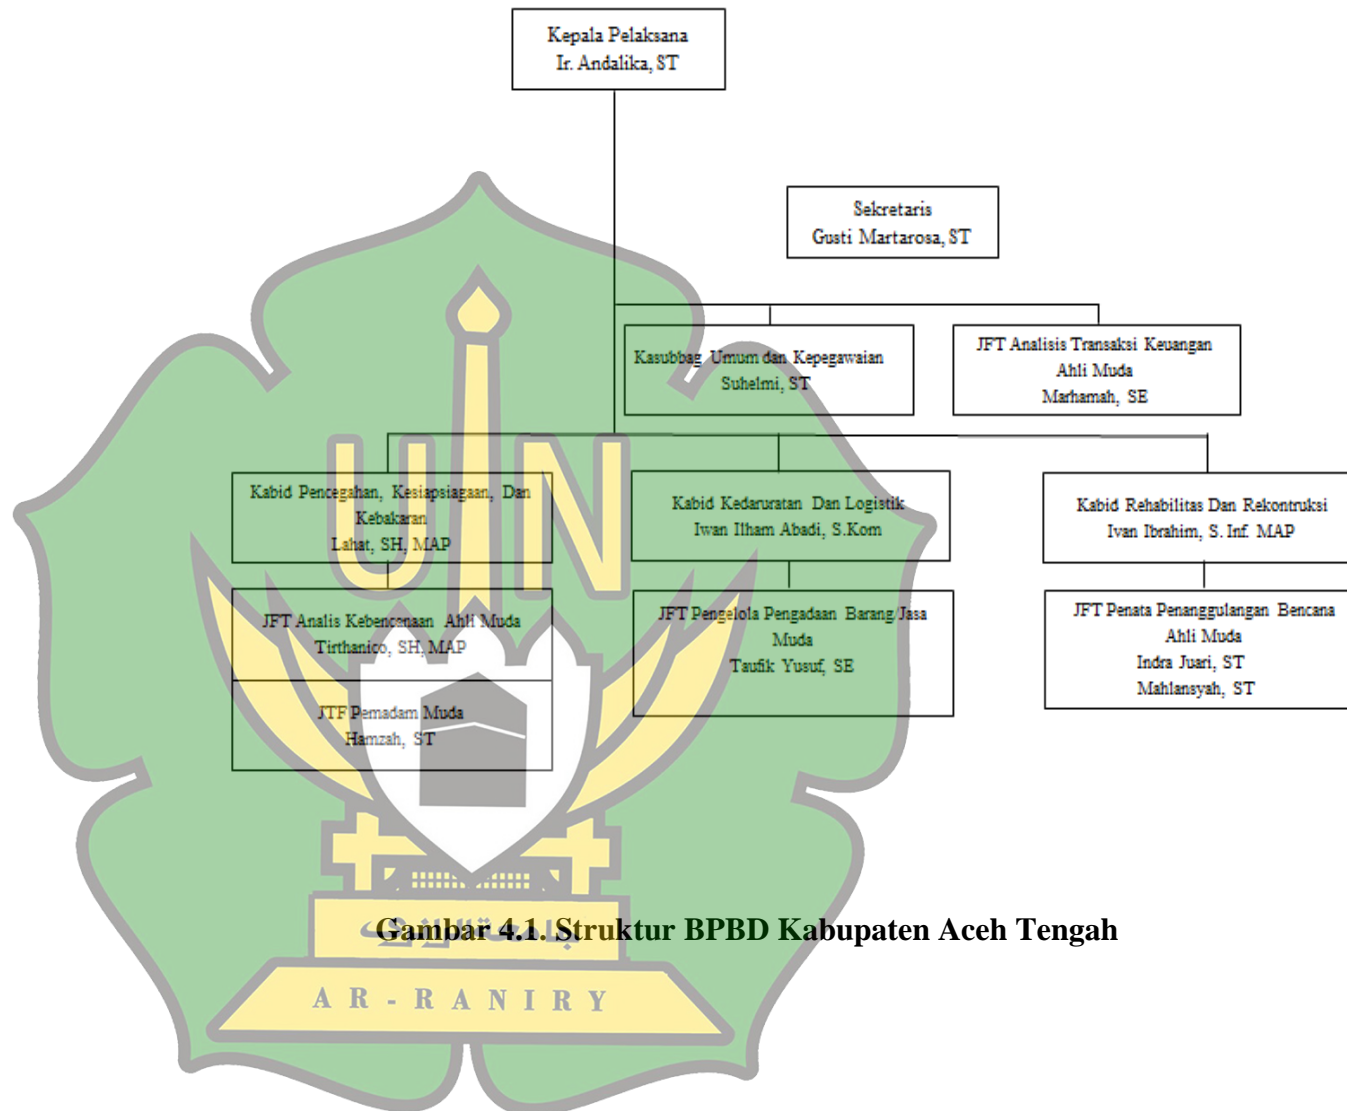 Kepala Pelaksana
Ir. Andalika, ST
Sekretaris
Gusti Martarosa, ST
Kasubbag Umum dan Kepegawaian
Suhelmi, ST
JFT Analisis Transaksi Keuangan
Ahli Muda
Marhamah, SE
Kabid Pencegahan, Kesiapsiagaan, Dan
Kebakaran
Lahat, SH, MAP
Kabid Kedaruratan Dan Logistik
Iwan Ilham Abadi, S.Kom
Kabid Rehabilitas Dan Rekontruksi
Ivan Ibrahim, S. Inf. MAP
JFT Analis Kebencanaan Ahli Muda
Tirthanico, SH, MAP
JTF Pemadam Muda
Hamzah, ST
JFT Pengelola Pengadaan Barang/Jasa
Muda
Taufik Yusuf, SE
JFT Penata Penanggulangan Bencana
Ahli Muda
Indra Juari, ST
Mahlansyah, ST
UIN
جامعة الرانري
Gambar 4.1. Struktur BPBD Kabupaten Aceh Tengah
AR-RANIRY